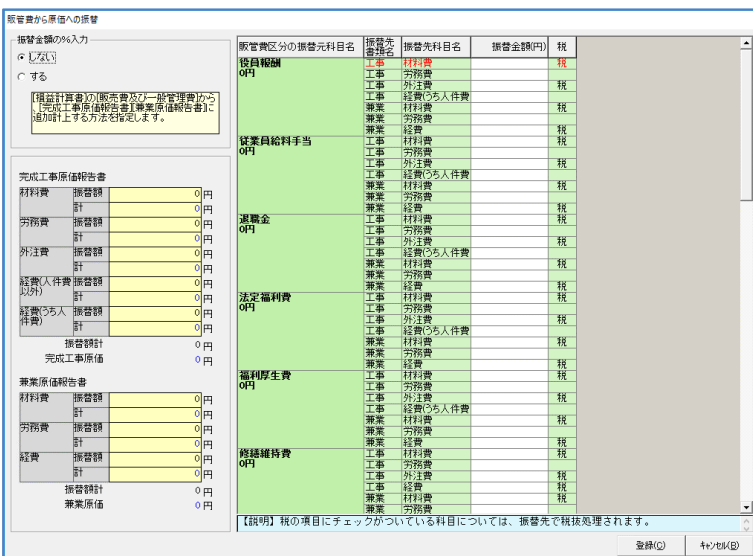 販管費から原価への振替
振替金額の%入力
しない
する
[損益計算書]の[販売費及び一般管理費]から
、[完成工事原価報告書][兼業原価報告書]に
追加計上する方法を指定します。
完成工事原価報告書
材料費 振替額 0 円
計 0 円
労務費 振替額 0 円
計 0 円
外注費 振替額 0 円
計 0 円
経費(人件費以外) 振替額 0 円
計 0 円
経費(うち人件費) 振替額 0 円
計 0 円
振替額計 0 円
完成工事原価 0 円
兼業原価報告書
材料費 振替額 0 円
計 0 円
労務費 振替額 0 円
計 0 円
経費 振替額 0 円
計 0 円
振替額計 0 円
兼業原価 0 円
販管費区分の振替元科目名 振替先書類名 振替先科目名 振替金額(円) 税
役員報酬 工事 材料費 税
0円 工事 労務費
工事 外注費 税
工事 経費(うち人件費
兼業 材料費 税
兼業 労務費
兼業 経費 税
従業員給料手当 工事 材料費 税
0円 工事 労務費
工事 外注費 税
工事 経費(うち人件費
兼業 材料費 税
兼業 労務費
兼業 経費 税
退職金 工事 材料費 税
0円 工事 労務費
工事 外注費 税
工事 経費(うち人件費
兼業 材料費 税
兼業 労務費
兼業 経費 税
法定福利費 工事 材料費 税
0円 工事 労務費
工事 外注費 税
工事 経費(うち人件費
兼業 材料費 税
兼業 労務費
兼業 経費 税
福利厚生費 工事 材料費 税
0円 工事 労務費
工事 外注費 税
工事 経費(うち人件費
兼業 材料費 税
兼業 労務費
兼業 経費 税
修繕維持費 工事 材料費 税
0円 工事 労務費
工事 外注費 税
工事 経費 税
兼業 材料費 税
兼業 労務費
【説明】税の項目にチェックがついている科目については、振替先で税抜処理されます。
登録(C) キャンセル(B)